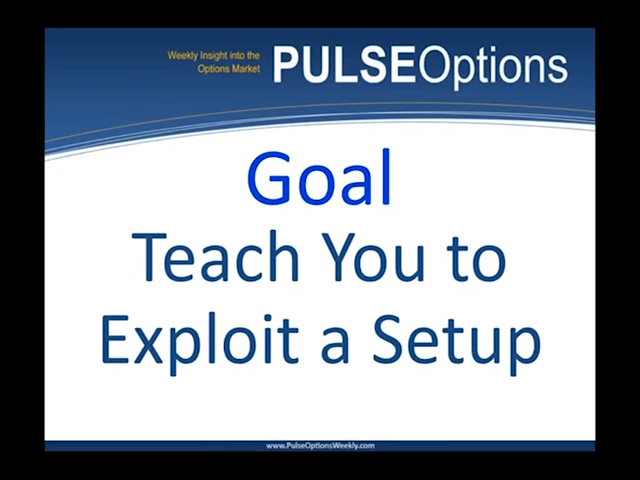 Weekly Insight into the
Options Market
PULSEOptions
Goal
Teach You to
Exploit a Setup
www.PulseOptionsWeekly.com